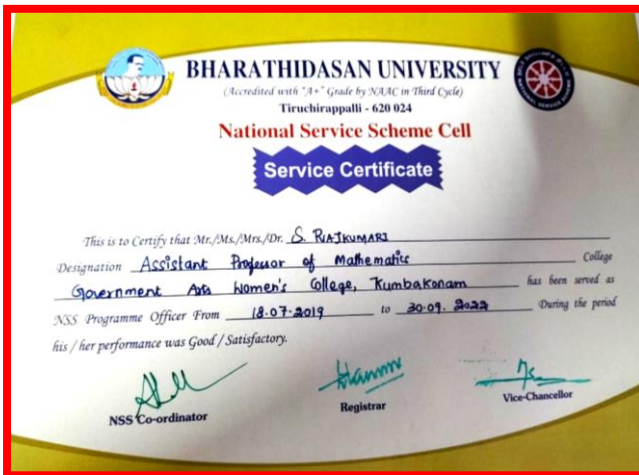 BHARATHIDASAN UNIVERSITY
(Accredited with "A+" Grade by NAAC in Third Cycle)
Tiruchirappalli - 620 024
National Service Scheme Cell
Service Certificate
This is to Certify that Mr./Ms./Mrs./Dr. S. RAJKUMARI
Designation Assistant Professor of Mathematics College
Government Arts Women's College, Kumbakonam has been served as
NSS Programme Officer From 18.07.2019 to 30.09.2022 During the period
his / her performance was Good / Satisfactory.
NSS Co-ordinator
Registrar
Vice-Chancellor